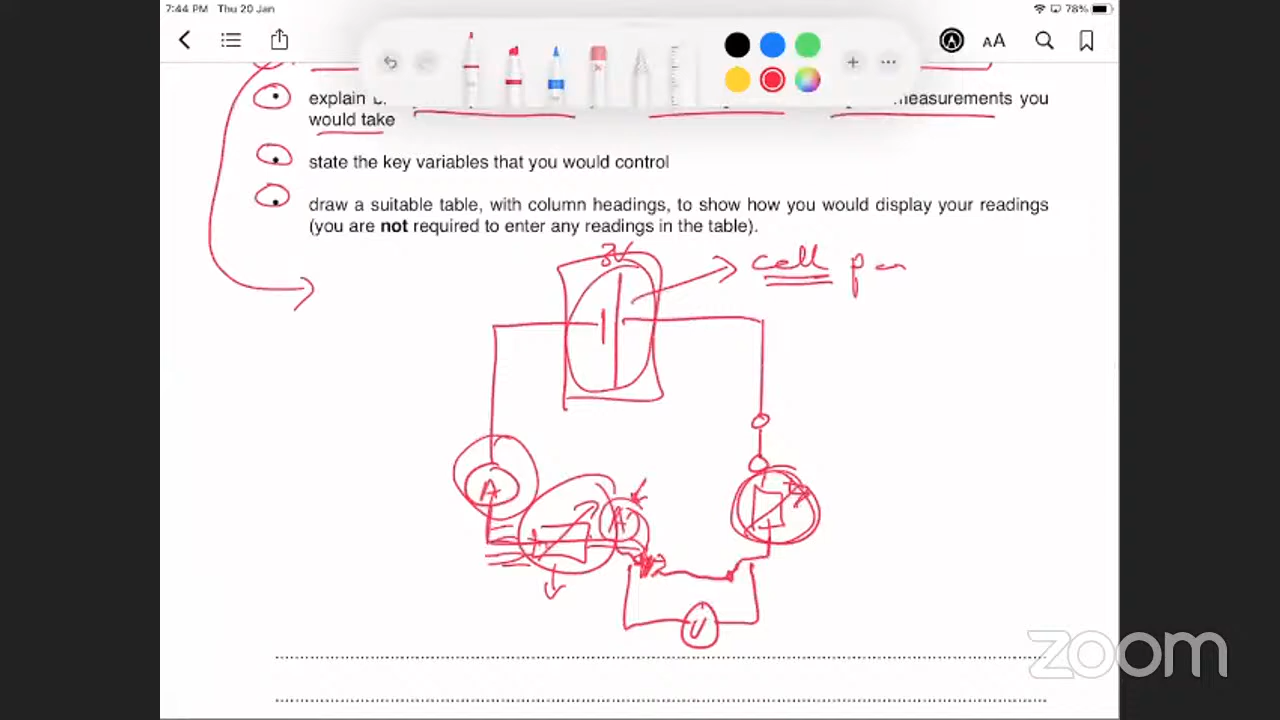 7:44 PM Thu 20 Jan
78%
AA
explain measurements you
would take
state the key variables that you would control
draw a suitable table, with column headings, to show how you would display your readings
(you are not required to enter any readings in the table).
3V
cell
A
A
V
zoom